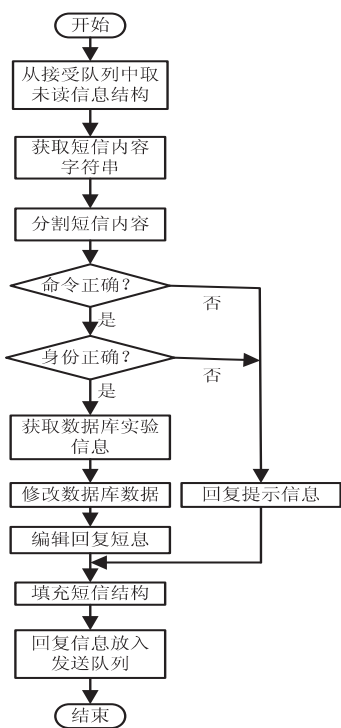 开始
从接受队列中取
未读信息结构
获取短信内容
字符串
分割短信内容
命令正确?
否
是
身份正确?
否
是
获取数据库实验
信息
修改数据库数据
回复提示信息
编辑回复短息
填充短信结构
回复信息放入
发送队列
结束